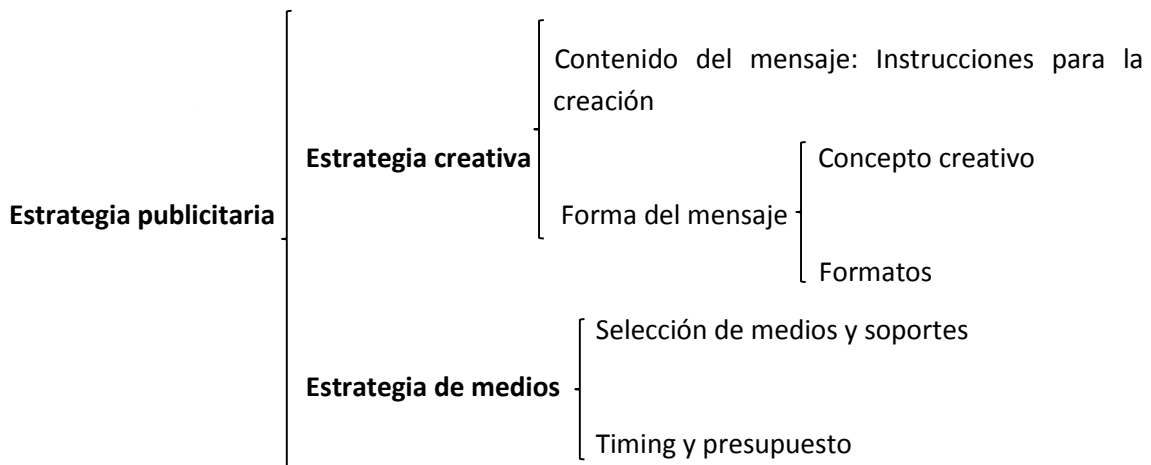 Contenido del mensaje: Instrucciones para la
creación
Estrategia creativa
Concepto creativo
Estrategia publicitaria
Forma del mensaje
Formatos
Selección de medios y soportes
Estrategia de medios
Timing y presupuesto